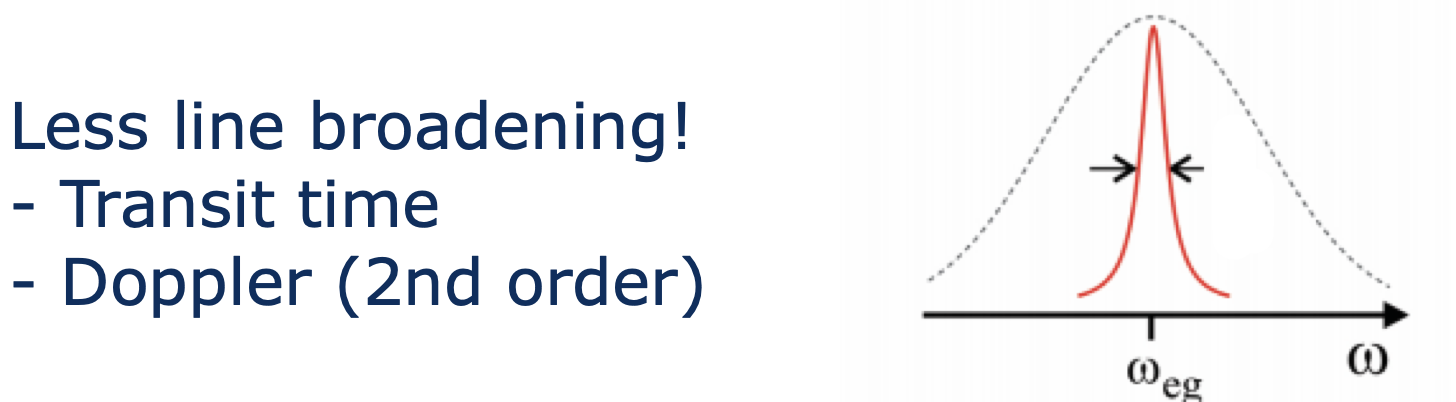 Less line broadening!
- Transit time
- Doppler (2nd order)
ω
ωeg